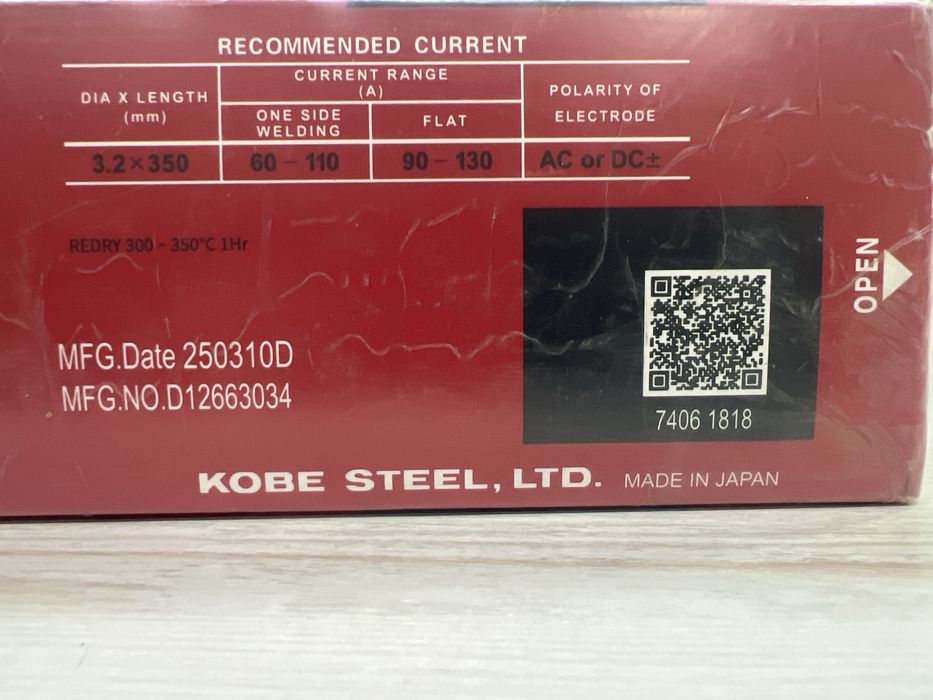 RECOMMENDED CURRENT
DIA X LENGTH
(mm)
CURRENT RANGE
(A)
POLARITY OF
ELECTRODE
ONE SIDE
WELDING
FLAT
3.2×350
60 – 110
90 – 130
AC or DC±
REDRY 300 ~ 350°C 1Hr
OPEN
MFG.Date 250310D
MFG.NO.D12663034
7406 1818
KOBE STEEL, LTD. MADE IN JAPAN